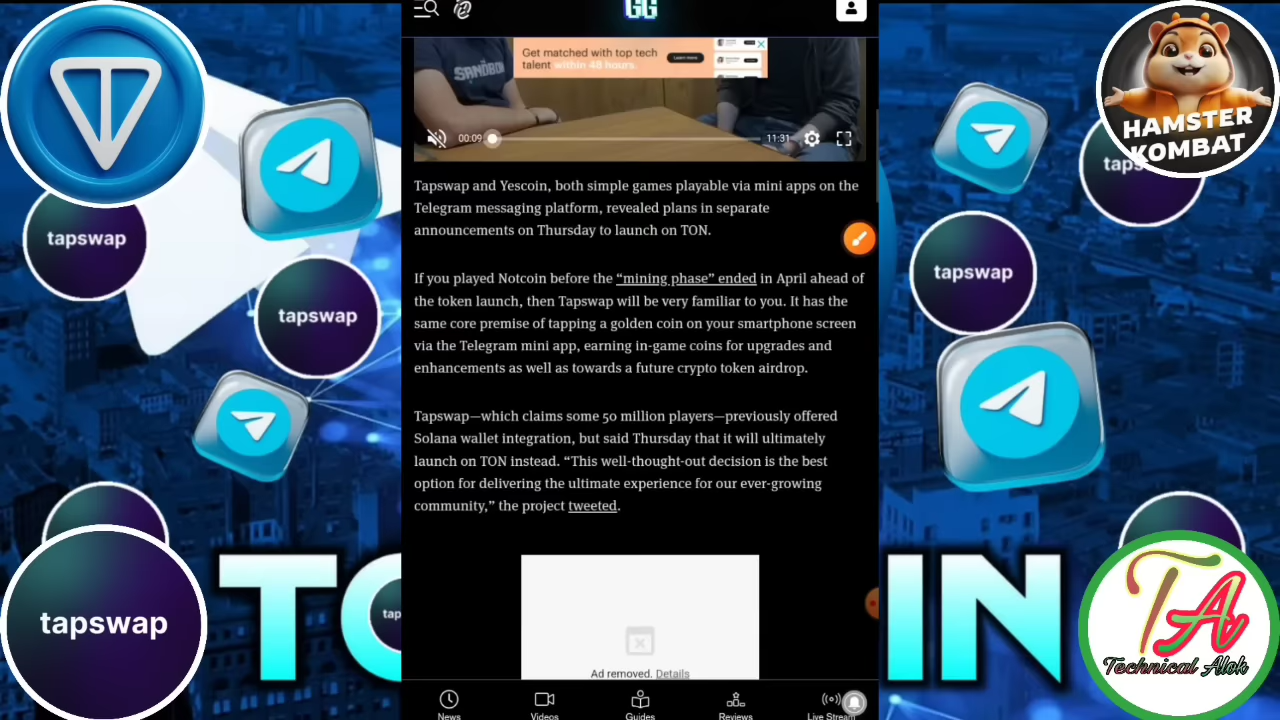 GG
Get matched with top tech
talent within 48 hours.
Learn more
SANDBOX
00:09
11:31
HAMSTER
KOMBAT
tapswap
tapswap
tapswap
taps
Tapswap and Yescoin, both simple games playable via mini apps on the
Telegram messaging platform, revealed plans in separate
announcements on Thursday to launch on TON.
If you played Notcoin before the “mining phase” ended in April ahead of
the token launch, then Tapswap will be very familiar to you. It has the
same core premise of tapping a golden coin on your smartphone screen
via the Telegram mini app, earning in-game coins for upgrades and
enhancements as well as towards a future crypto token airdrop.
Tapswap—which claims some 50 million players—previously offered
Solana wallet integration, but said Thursday that it will ultimately
launch on TON instead. “This well-thought-out decision is the best
option for delivering the ultimate experience for our ever-growing
community,” the project tweeted.
tapswap
TO
tap
IN
TA
Technical Alok
Ad removed. Details
News
Videos
Guides
Reviews
Live Stream